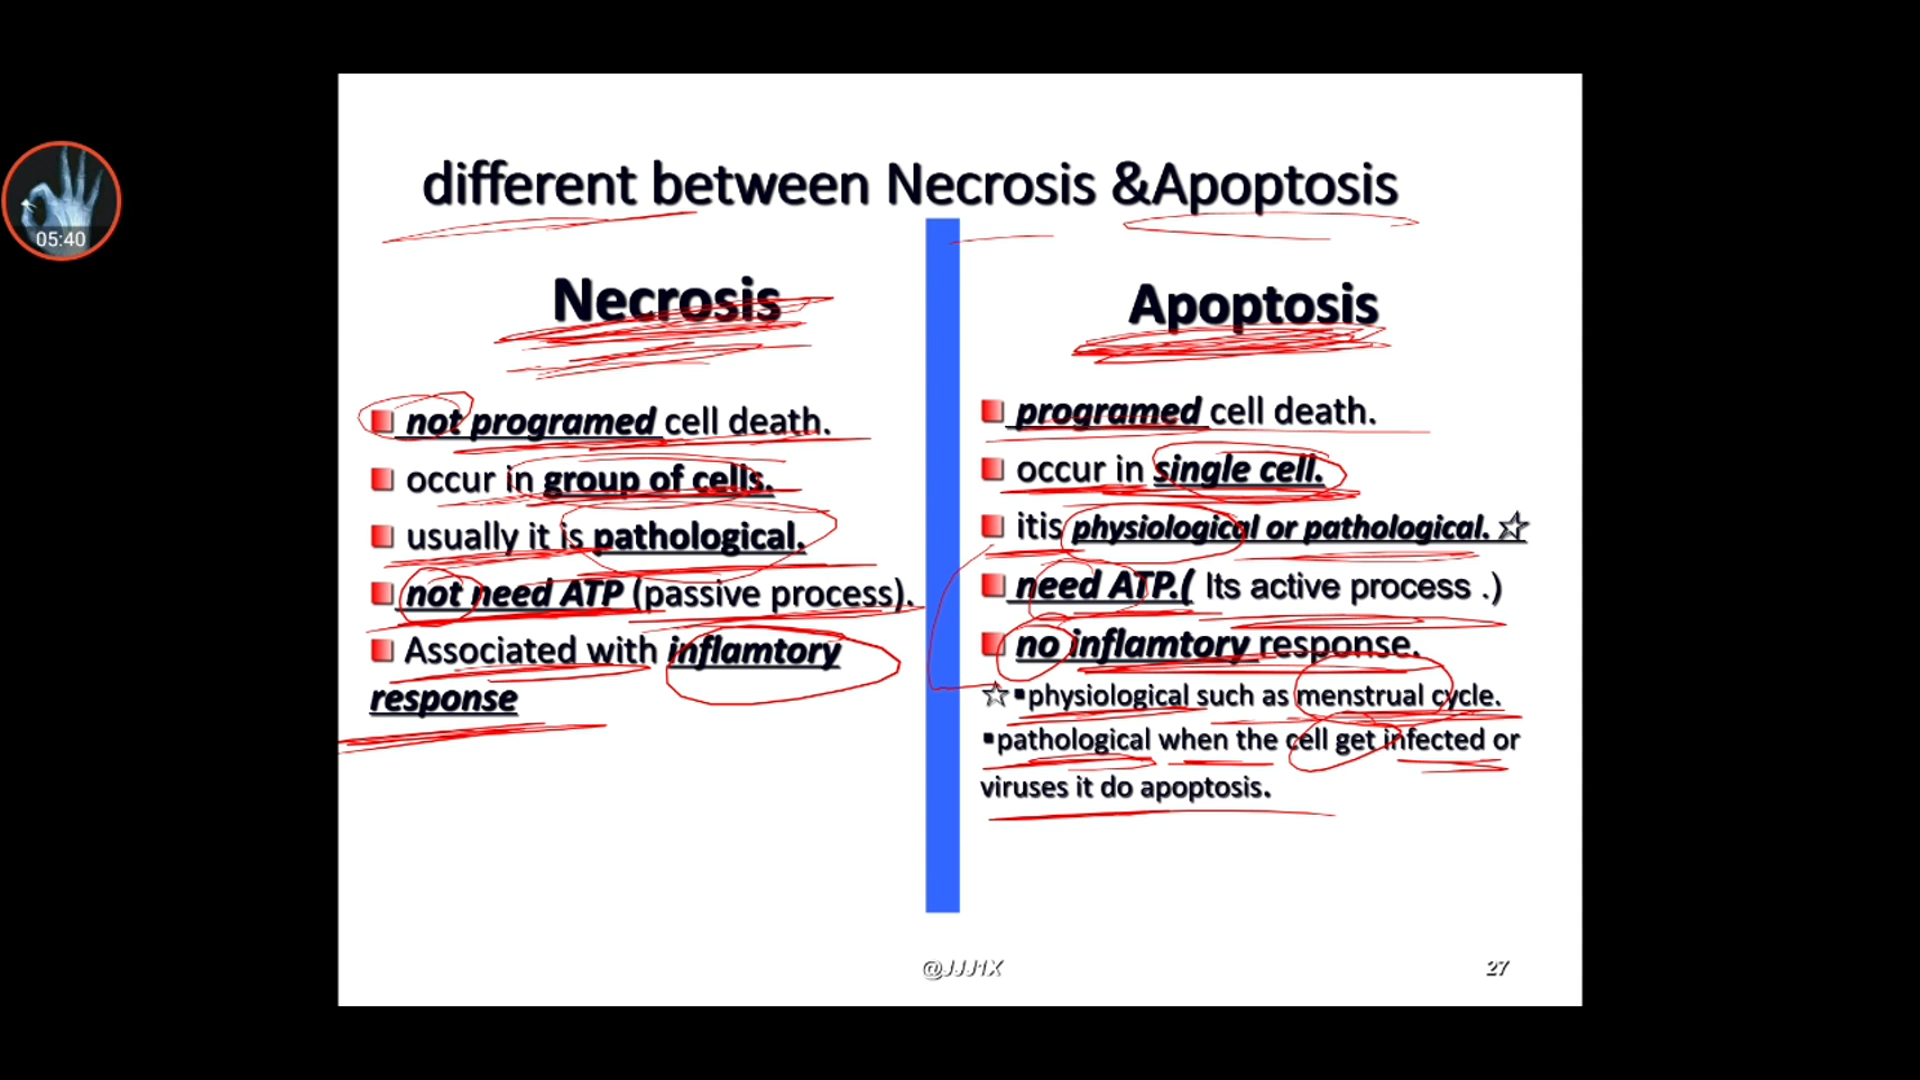 05:40
different between Necrosis &Apoptosis
Necrosis
not programed cell death.
occur in group of cells.
usually it is pathological.
not need ATP (passive process).
Associated with inflamtory
response
Apoptosis
programed cell death.
occur in single cell.
itis physiological or pathological.☆
need ATP.( Its active process .)
no inflamtory response.
☆▪physiological such as menstrual cycle.
▪pathological when the cell get infected or
viruses it do apoptosis.
@JJJ1X
27